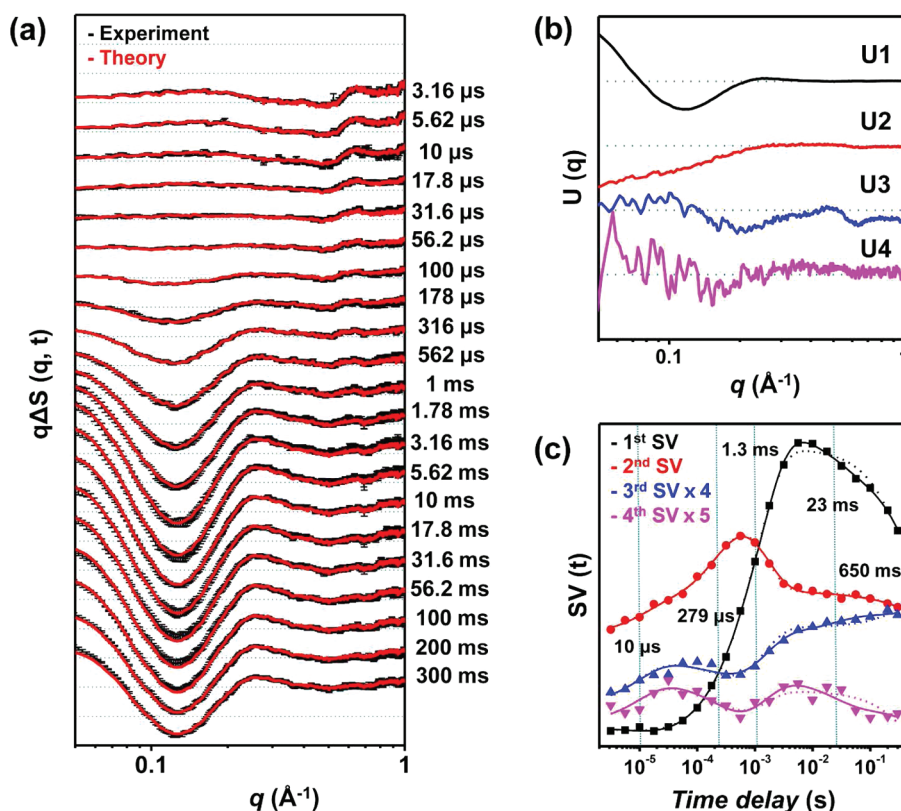 (a)
- Experiment
- Theory
3.16 µs
5.62 µs
10 µs
17.8 µs
31.6 µs
56.2 µs
100 µs
178 µs
316 µs
562 µs
1 ms
1.78 ms
3.16 ms
5.62 ms
10 ms
17.8 ms
31.6 ms
56.2 ms
100 ms
200 ms
300 ms
qΔS (q, t)
0.1
1
q (Å⁻¹)
(b)
U1
U2
U3
U4
U (q)
0.1
q (Å⁻¹)
(c)
- 1ˢᵗ SV
- 2ⁿᵈ SV
- 3ʳᵈ SV x 4
- 4ᵗʰ SV x 5
1.3 ms
23 ms
650 ms
279 µs
10 µs
SV (t)
10⁻⁵ 10⁻⁴ 10⁻³ 10⁻² 10⁻¹
Time delay (s)